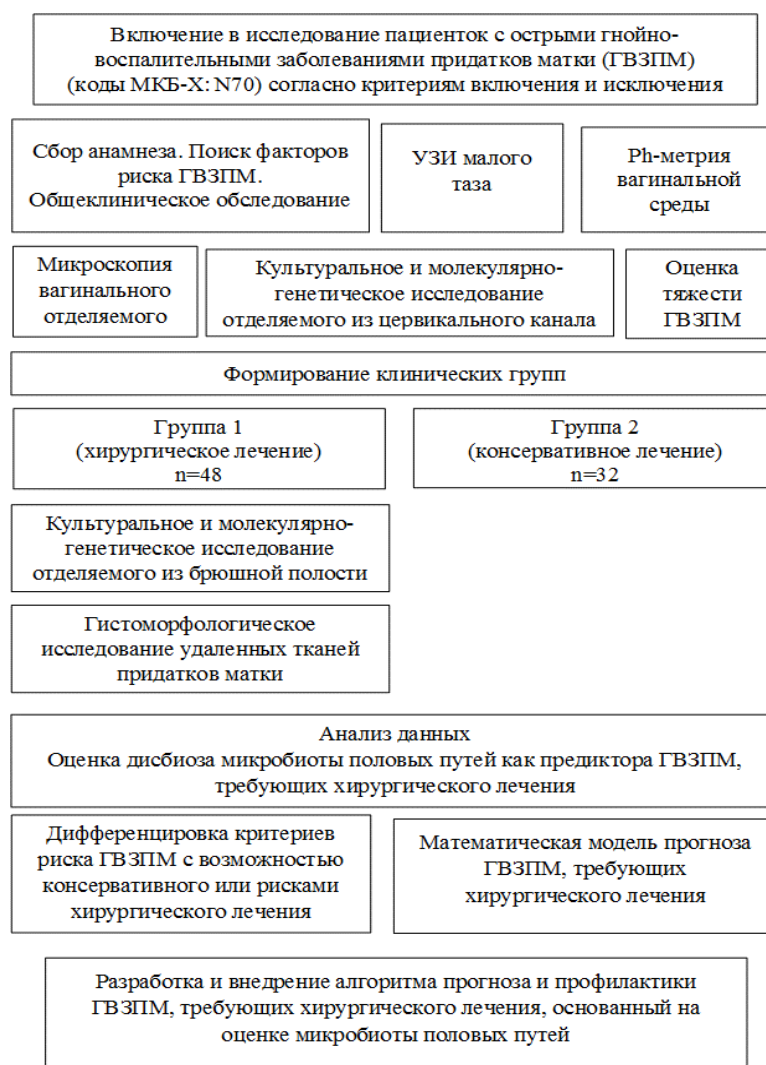 Включение в исследование пациенток с острыми гнойно-
воспалительными заболеваниями придатков матки (ГВЗПМ)
(коды МКБ-X: N70) согласно критериям включения и исключения
Сбор анамнеза. Поиск факторов
риска ГВЗПМ.
Общеклиническое обследование
УЗИ малого
таза
Ph-метрия
вагинальной
среды
Микроскопия
вагинального
отделяемого
Культуральное и молекулярно-
генетическое исследование
отделяемого из цервикального канала
Оценка
тяжести
ГВЗПМ
Формирование клинических групп
Группа 1
(хирургическое лечение)
n=48
Группа 2
(консервативное лечение)
n=32
Культуральное и молекулярно-
генетическое исследование
отделяемого из брюшной полости
Гистоморфологическое
исследование удаленных тканей
придатков матки
Анализ данных
Оценка дисбиоза микробиоты половых путей как предиктора ГВЗПМ,
требующих хирургического лечения
Дифференцировка критериев
риска ГВЗПМ с возможностью
консервативного или рисками
хирургического лечения
Математическая модель прогноза
ГВЗПМ, требующих
хирургического лечения
Разработка и внедрение алгоритма прогноза и профилактики
ГВЗПМ, требующих хирургического лечения, основанный на
оценке микробиоты половых путей